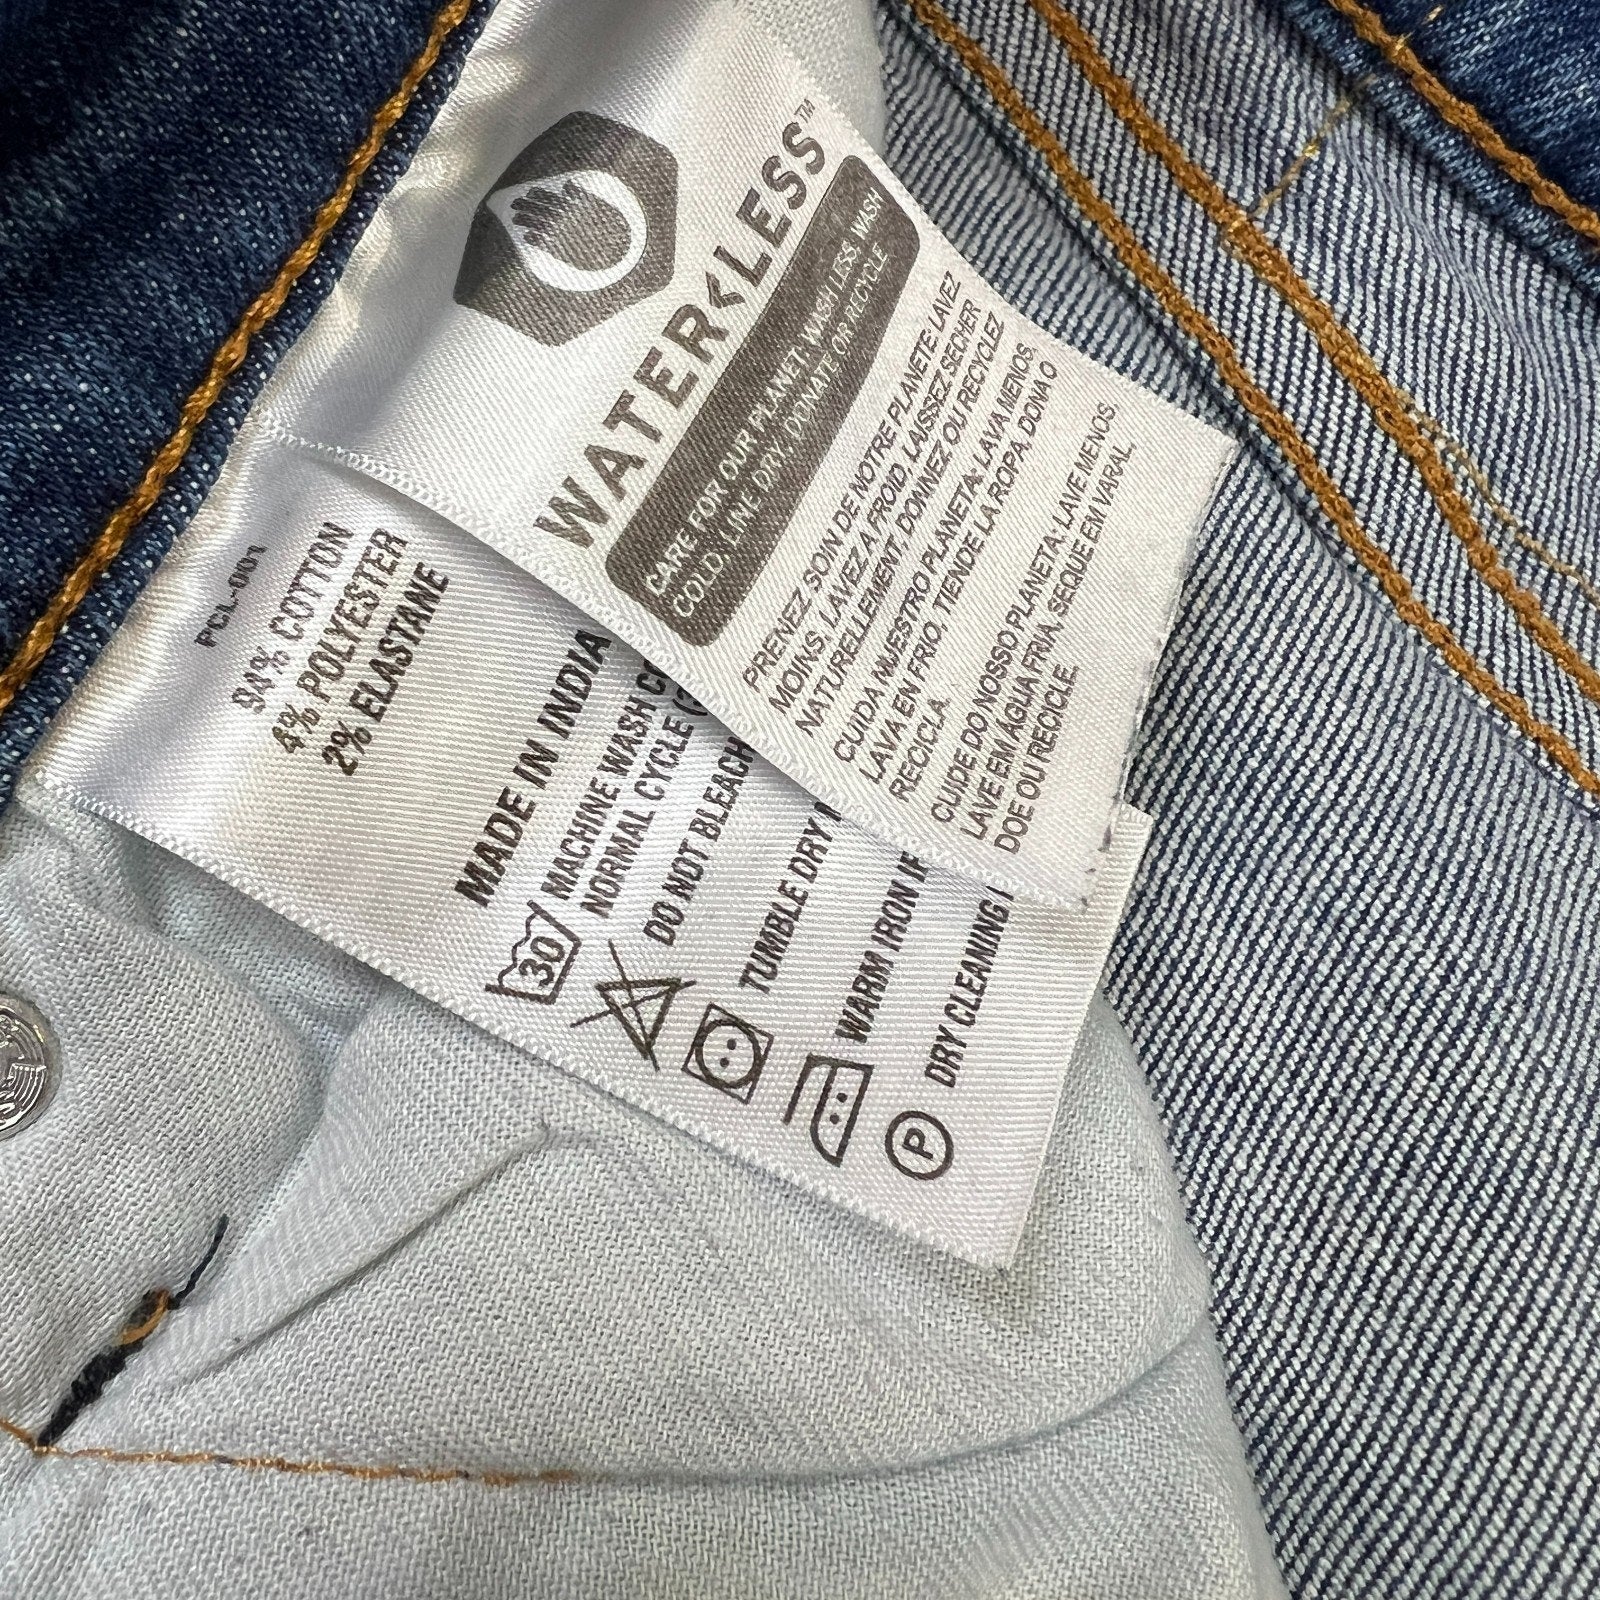 WATER<LESS™
CARE FOR OUR PLANET: WASH LESS, WASH
COLD, LINE DRY, DONATE OR RECYCLE
PRENEZ SOIN DE NOTRE PLANETE: LAVEZ
MOINS, LAVEZ A FROID, LAISSEZ SECHER
NATURELLEMENT, DONNEZ OU RECYCLEZ
CUIDA NUESTRO PLANETA: LAVA MENOS,
LAVA EN FRIO, TIENDE LA ROPA, DONA O
RECICLA.
CUIDE DO NOSSO PLANETA: LAVE MENOS.
LAVE EM ÁGUA FRIA, SEQUE EM VARAL,
DOE OU RECICLE.
PCL-001
94% COTTON
4% POLYESTER
2% ELASTANE
MADE IN INDIA
30 MACHINE WASH
NORMAL CYCLE
DO NOT BLEACH
TUMBLE DRY
WARM IRON
DRY CLEANING
P